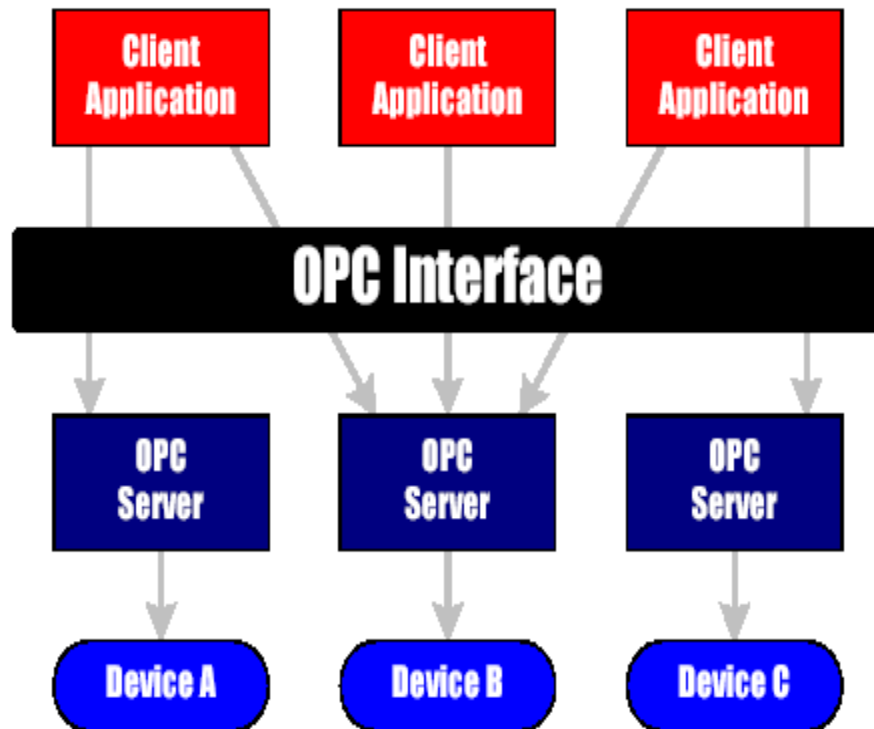 Client
Application
Client
Application
Client
Application
OPC Interface
OPC
Server
OPC
Server
OPC
Server
Device A
Device B
Device C